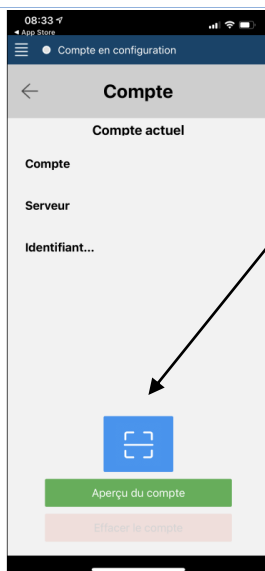 08:33
◀ App Store
Compte en configuration
Compte
Compte actuel
Compte
Serveur
Identifiant...
Aperçu du compte
Effacer le compte